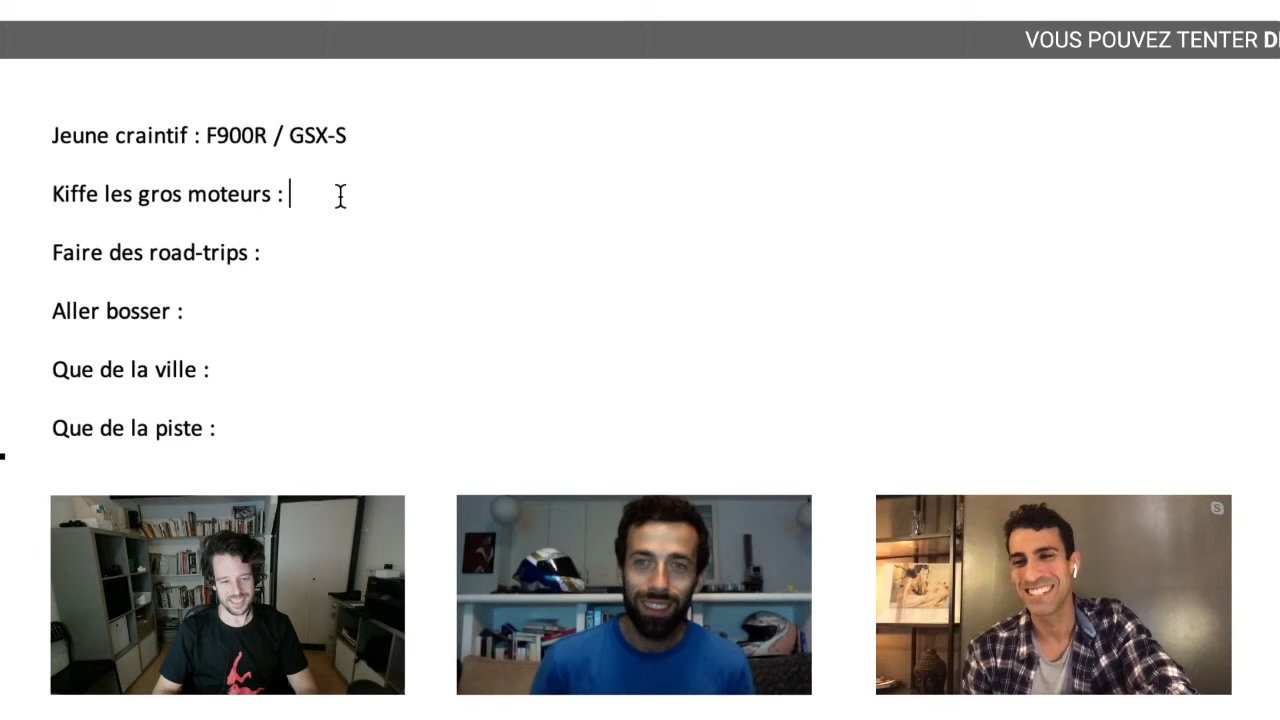 VOUS POUVEZ TENTER
Jeune craintif : F900R / GSX-S
Kiffe les gros moteurs :
Faire des road-trips :
Aller bosser :
Que de la ville :
Que de la piste :